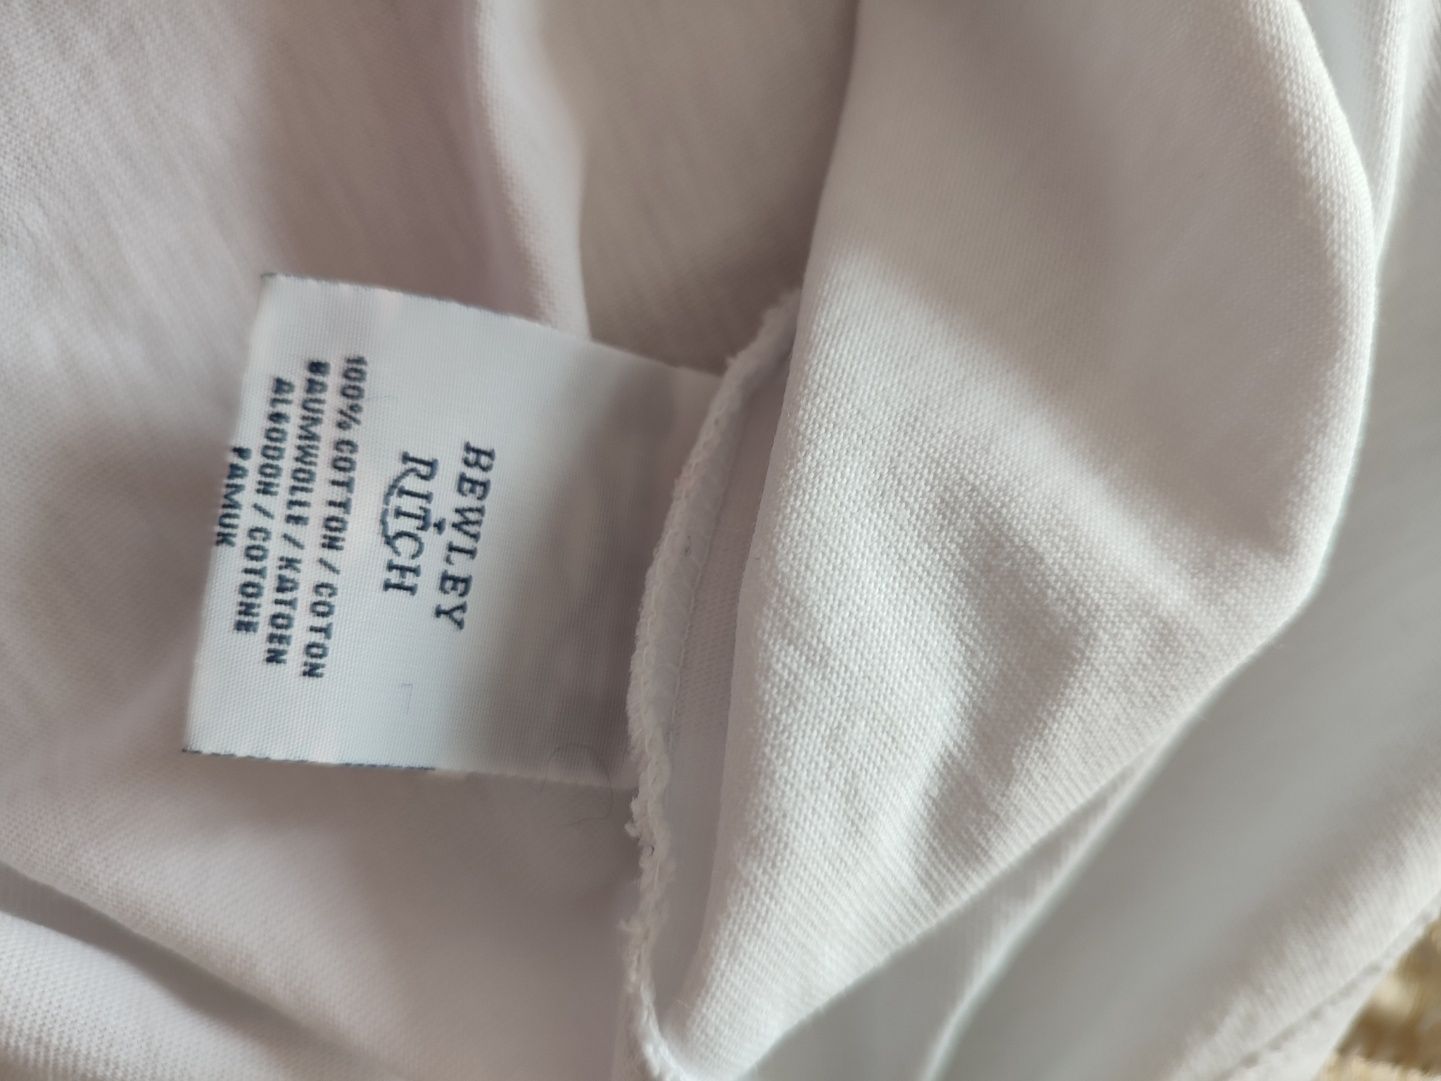 BEWLEY
&
RITCH
100% COTTON / COTON
BAUMWOLLE / KATOEN
ALGODON / COTONE
PAMUK